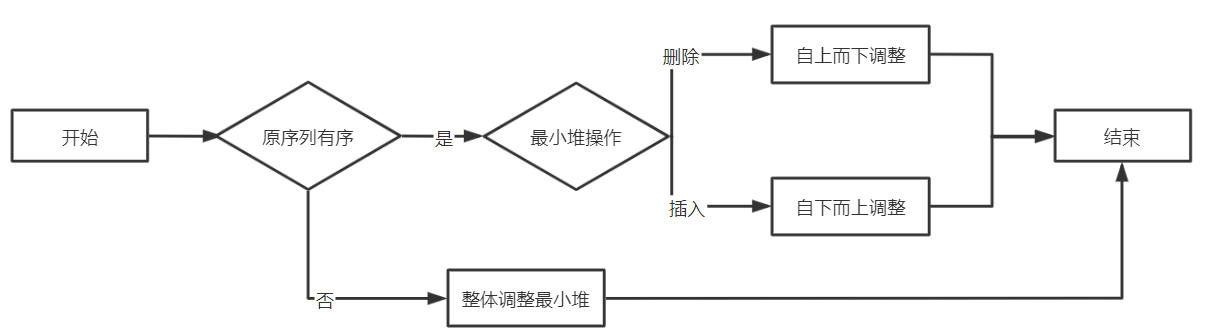 开始
原序列有序
是
最小堆操作
删除
自上而下调整
插入
自下而上调整
结束
否
整体调整最小堆